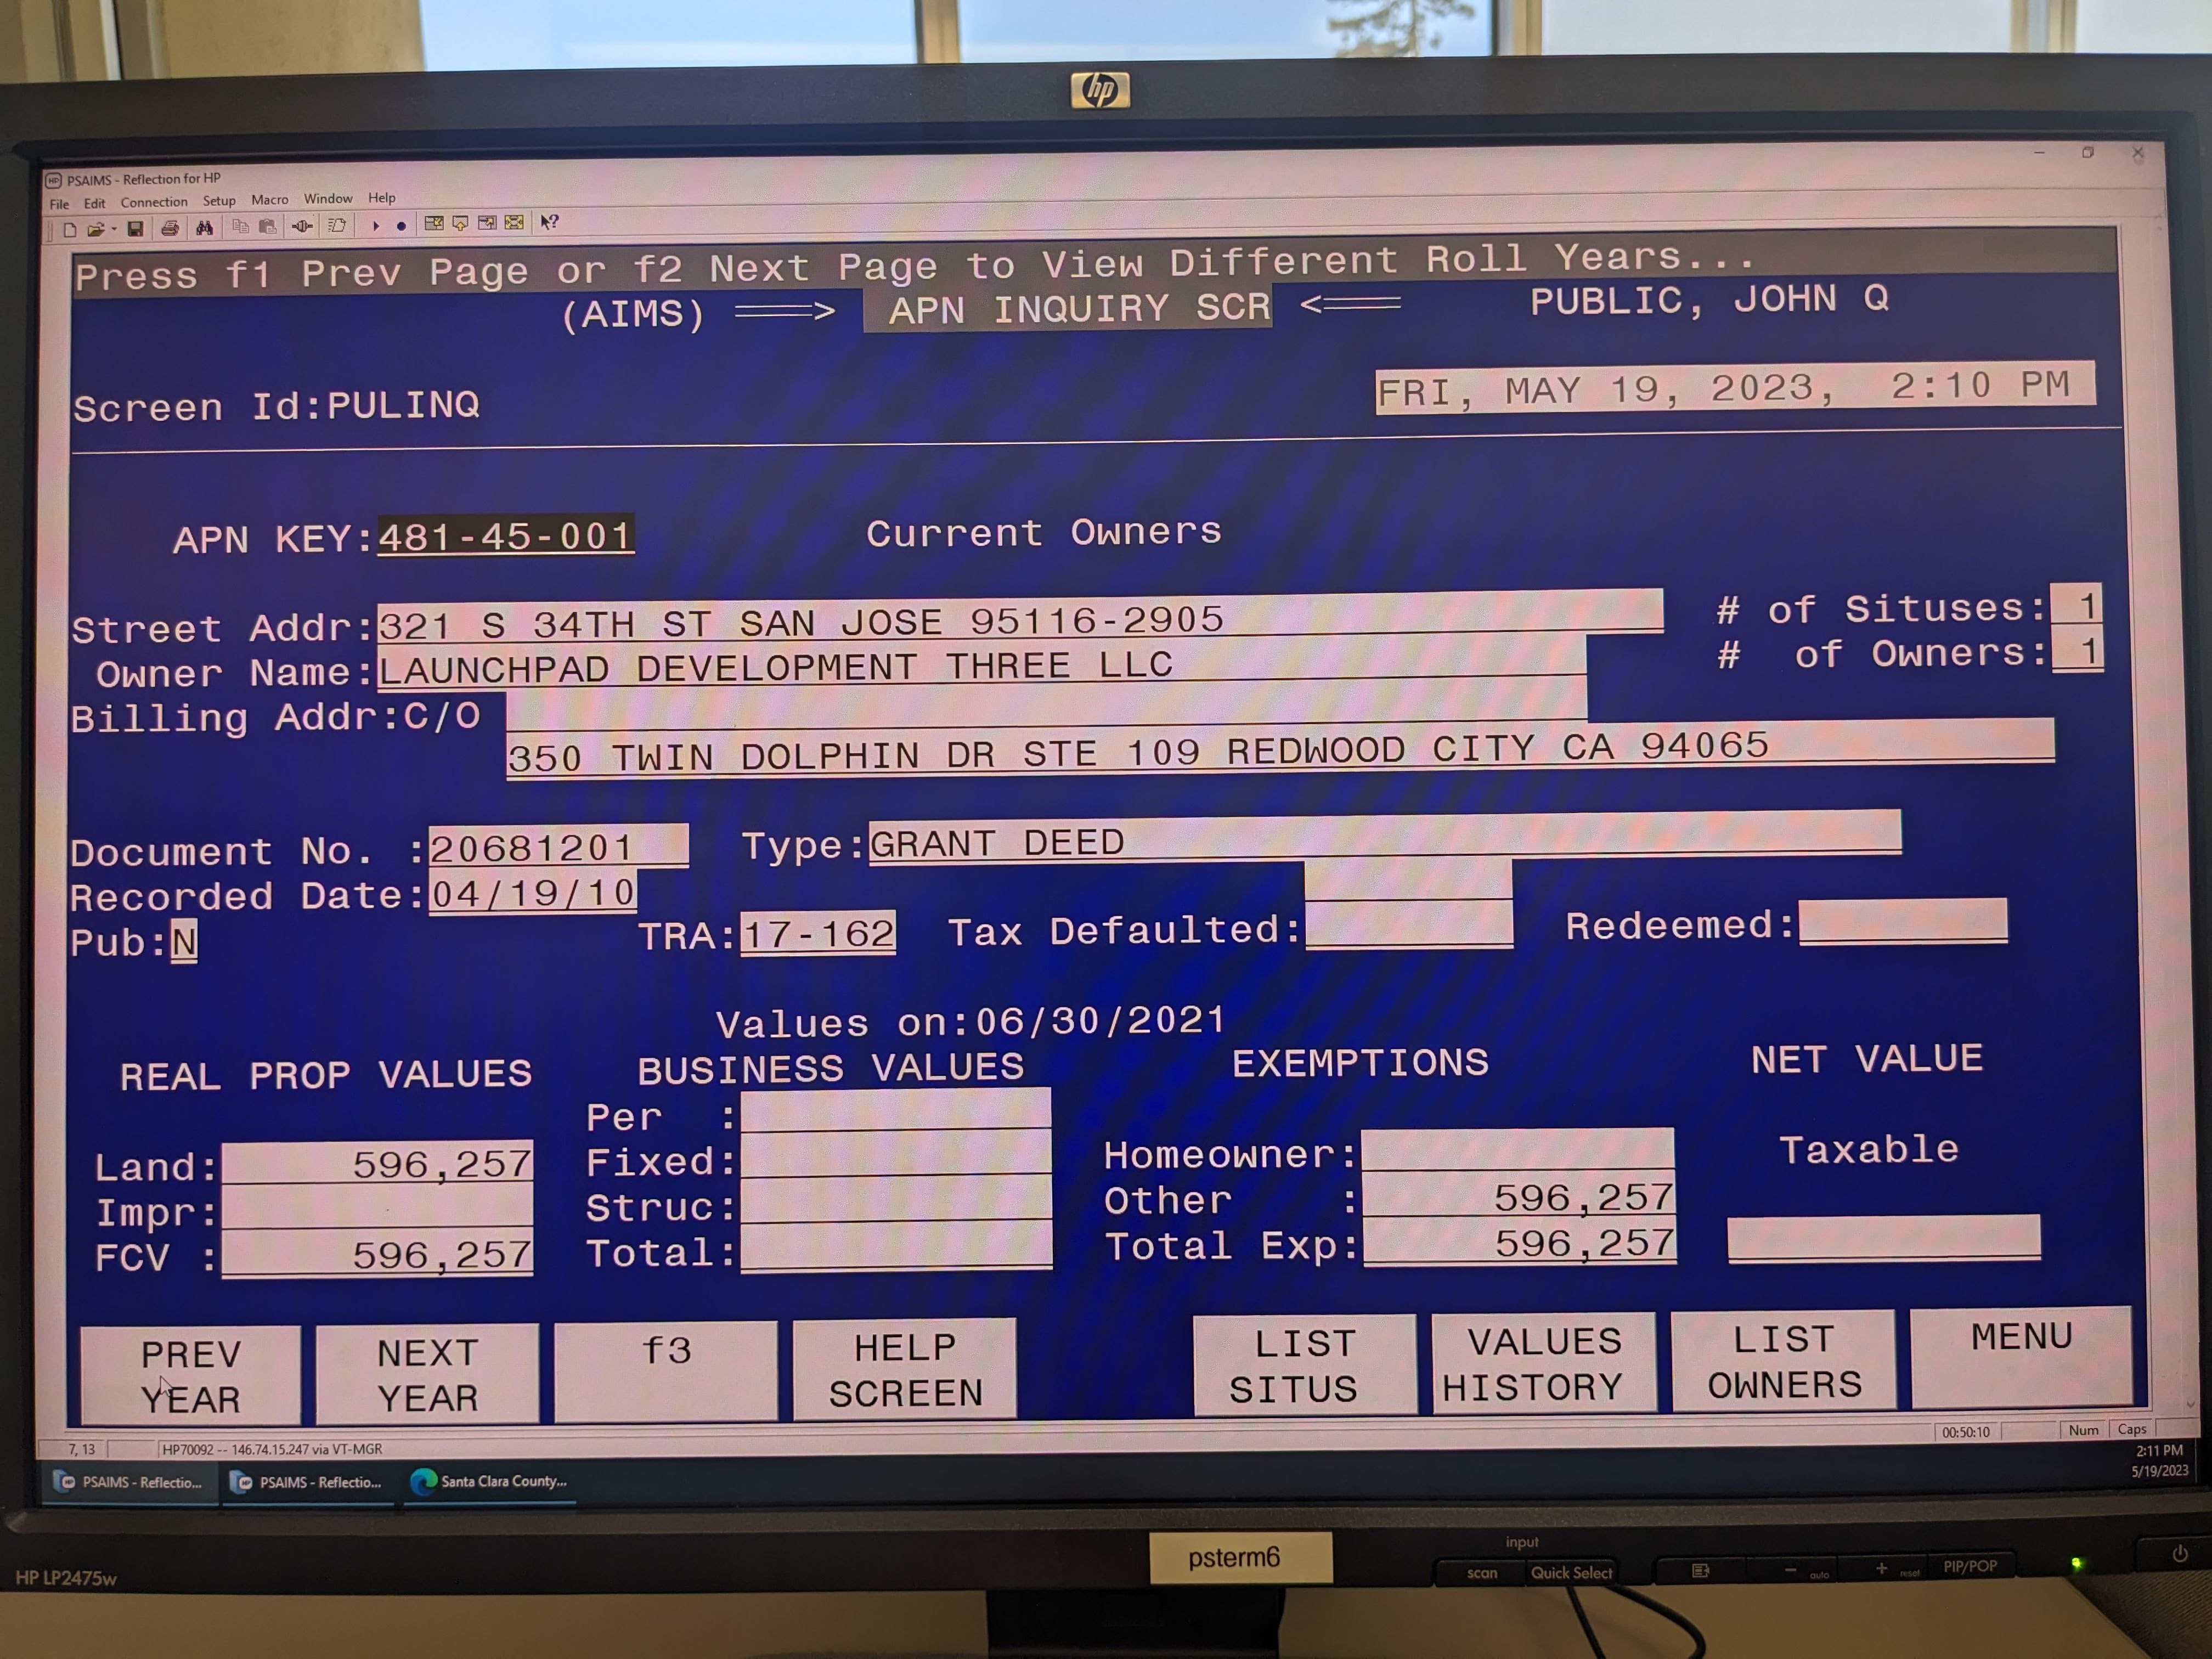 hp
PSAIMS - Reflection for HP
File Edit Connection Setup Macro Window Help
Press f1 Prev Page or f2 Next Page to View Different Roll Years...
(AIMS) ===> APN INQUIRY SCR <=== PUBLIC, JOHN Q
Screen Id:PULINQ FRI, MAY 19, 2023, 2:10 PM
APN KEY:481-45-001 Current Owners
Street Addr:321 S 34TH ST SAN JOSE 95116-2905 # of Situses: 1
Owner Name:LAUNCHPAD DEVELOPMENT THREE LLC # of Owners: 1
Billing Addr:C/O
350 TWIN DOLPHIN DR STE 109 REDWOOD CITY CA 94065
Document No. :20681201 Type:GRANT DEED
Recorded Date:04/19/10
Pub:N TRA:17-162 Tax Defaulted: Redeemed:
Values on:06/30/2021
REAL PROP VALUES BUSINESS VALUES EXEMPTIONS NET VALUE
Per :
Land: 596,257 Fixed: Homeowner: Taxable
Impr: Struc: Other : 596,257
FCV : 596,257 Total: Total Exp: 596,257
PREV YEAR NEXT YEAR f3 HELP SCREEN LIST SITUS VALUES HISTORY LIST OWNERS MENU
7, 13 HP70092 -- 146.74.15.247 via VT-MGR 00:50:10 Num Caps
PSAIMS - Reflectio... PSAIMS - Reflectio... Santa Clara County... 2:11 PM
5/19/2023
HP LP2475w psterm6 input
scan Quick Select - auto + reset PIP/POP